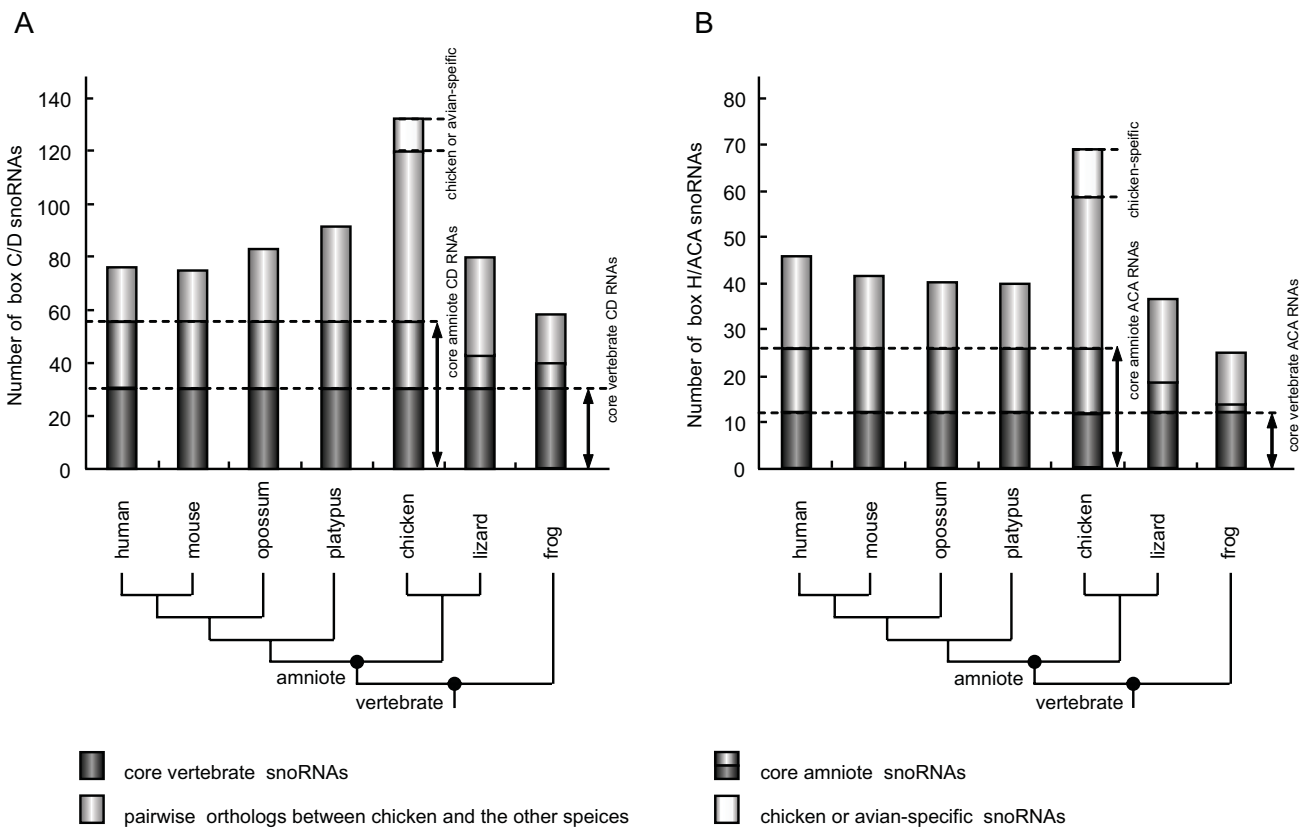 A
Number of box C/D snoRNAs
140
120
100
80
60
40
20
0
chicken or avian-speific
core amniote CD RNAs
core vertebrate CD RNAs
human
mouse
opossum
platypus
chicken
lizard
frog
amniote
vertebrate
B
Number of box H/ACA snoRNAs
80
70
60
50
40
30
20
10
0
chicken-speific
core amniote ACA RNAs
core vertebrate ACA RNAs
human
mouse
opossum
platypus
chicken
lizard
frog
amniote
vertebrate
core vertebrate snoRNAs
pairwise orthologs between chicken and the other speices
core amniote snoRNAs
chicken or avian-specific snoRNAs